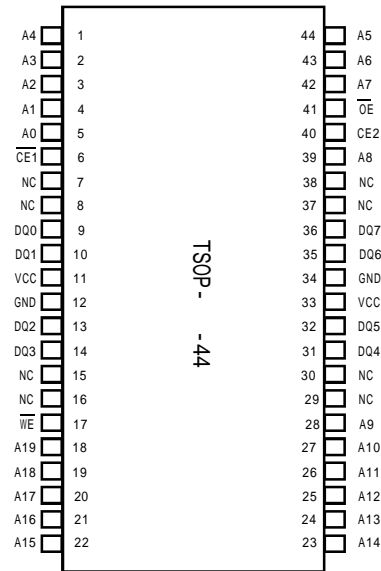 A4 1 44 A5
A3 2 43 A6
A2 3 42 A7
A1 4 41 O̅E̅
A0 5 40 CE2
C̅E̅1̅ 6 39 A8
NC 7 38 NC
NC 8 37 NC
DQ0 9 36 DQ7
DQ1 10 35 DQ6
VCC 11 34 GND
GND 12 33 VCC
DQ2 13 32 DQ5
DQ3 14 31 DQ4
NC 15 30 NC
NC 16 29 NC
W̅E̅ 17 28 A9
A19 18 27 A10
A18 19 26 A11
A17 20 25 A12
A16 21 24 A13
A15 22 23 A14
TSOP- -44